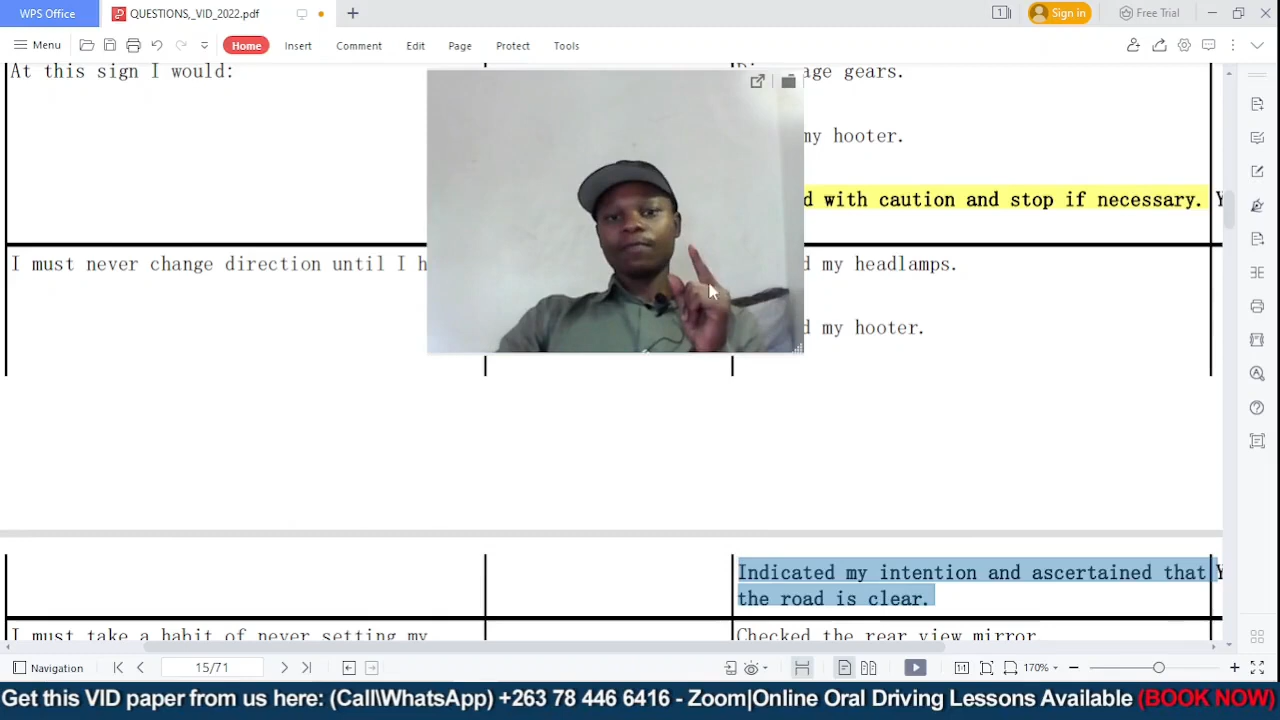 WPS Office
QUESTIONS,_VID_2022.pdf
Sign in
Free Trial
Menu
Home
Insert
Comment
Edit
Page
Protect
Tools
At this sign I would:
age gears.
my hooter.
d with caution and stop if necessary. Y
I must never change direction until I h
d my headlamps.
d my hooter.
Indicated my intention and ascertained that Y
the road is clear.
I must take a habit of never setting my
Checked the rear view mirror
Navigation
15/71
170%
Get this VID paper from us here: (Call\WhatsApp) +263 78 446 6416 - Zoom|Online Oral Driving Lessons Available (BOOK NOW)